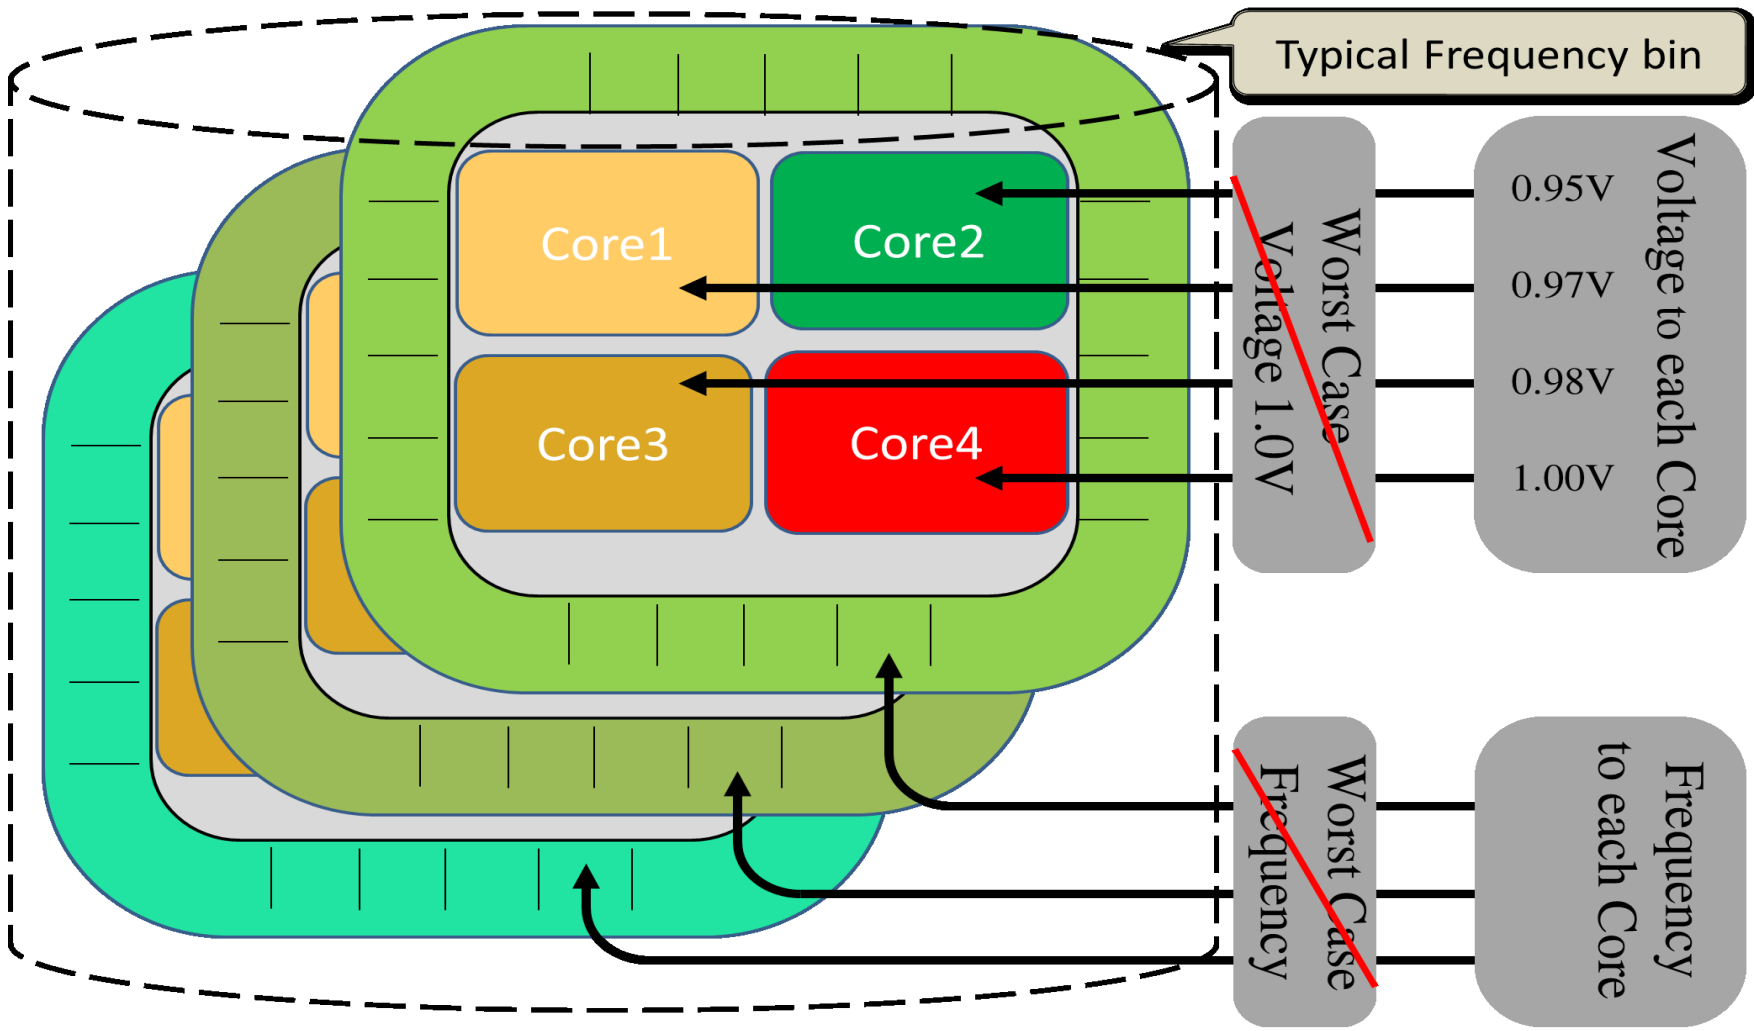 Typical Frequency bin
Core1
Core2
Core3
Core4
Worst Case
Voltage 1.0V
0.95V
0.97V
0.98V
1.00V
Voltage to each Core
Worst Case
Frequency
Frequency
to each Core